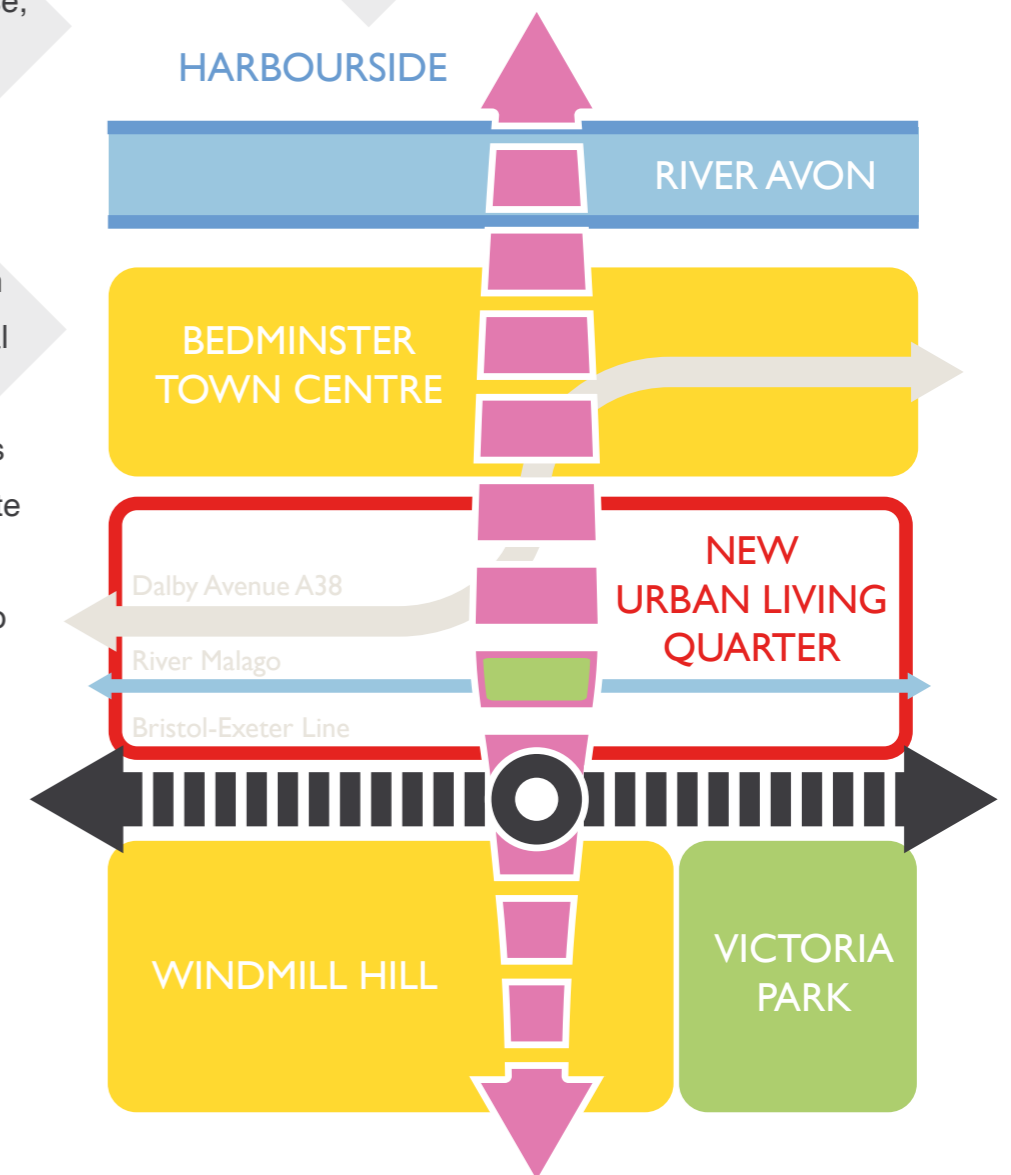 HARBOURSIDE
RIVER AVON
BEDMINSTER
TOWN CENTRE
NEW
URBAN LIVING
QUARTER
Dalby Avenue A38
River Malago
Bristol-Exeter Line
WINDMILL HILL
VICTORIA
PARK